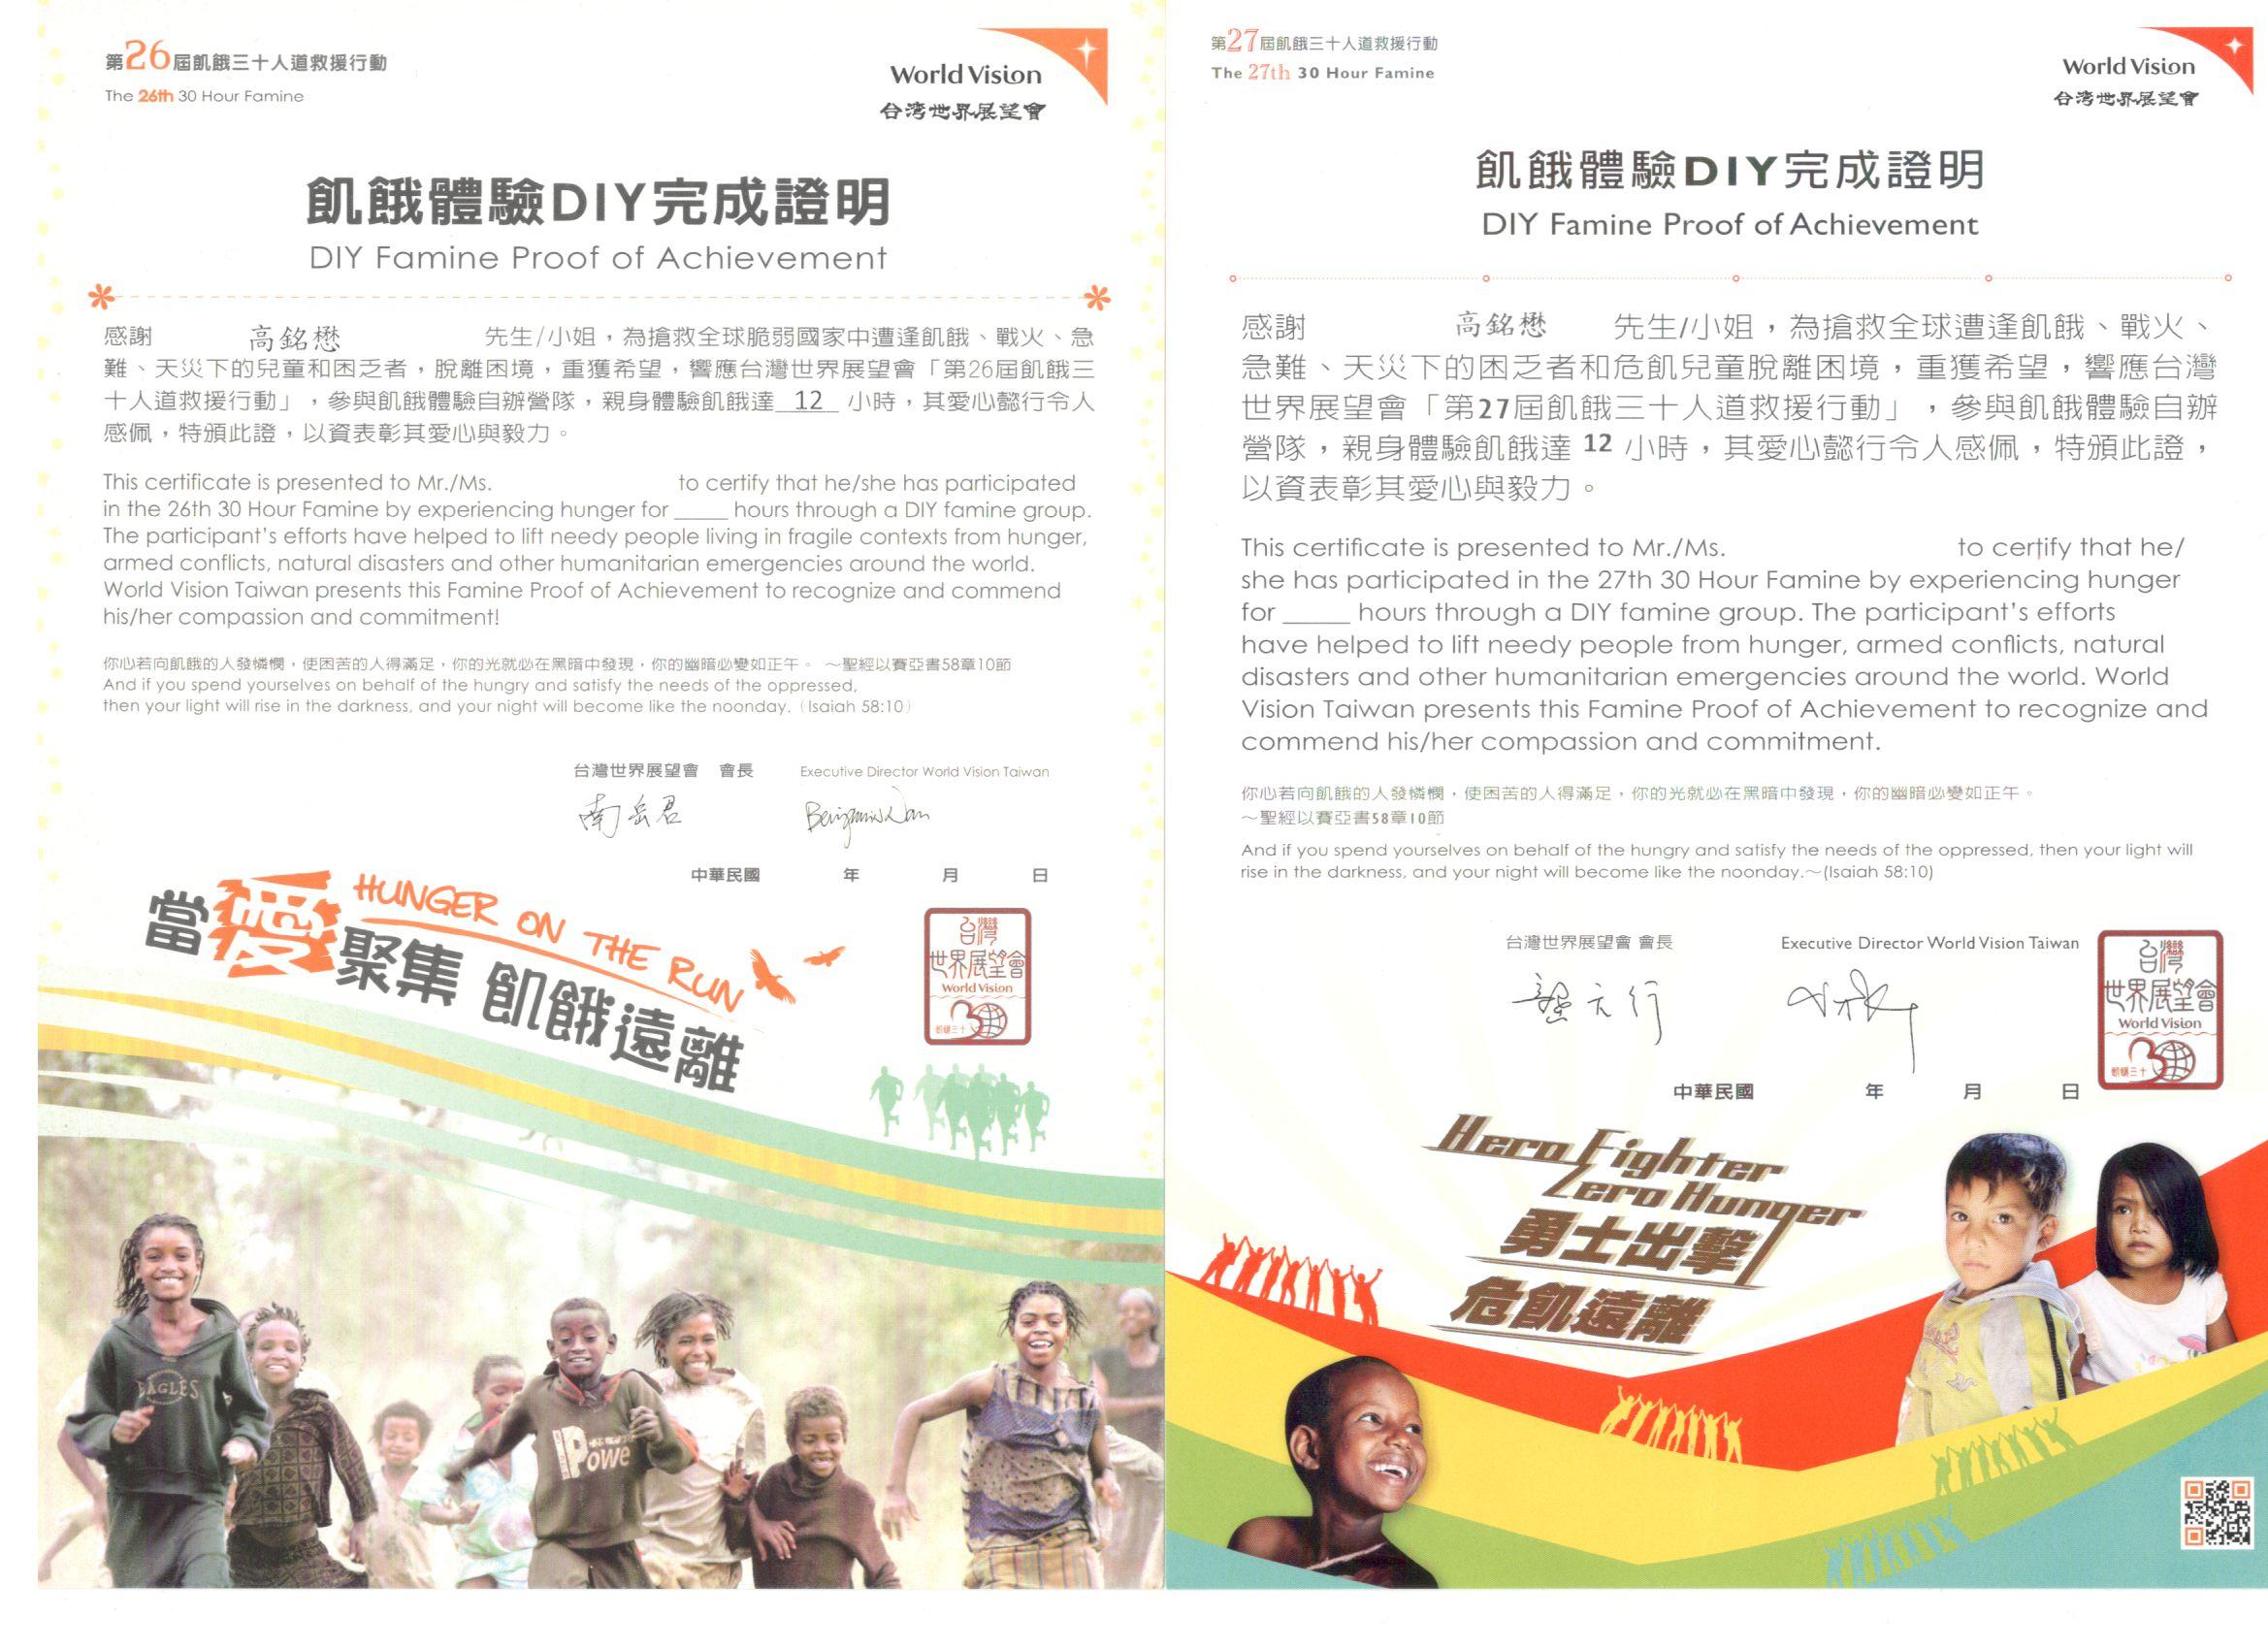 第26屆飢餓三十人道救援行動
The 26th 30 Hour Famine
World Vision
台灣世界展望會
飢餓體驗DIY完成證明
DIY Famine Proof of Achievement
感謝 高銘懋 先生/小姐,為搶救全球脆弱國家中遭逢飢餓、戰火、急
難、天災下的兒童和困乏者,脫離困境,重獲希望,響應台灣世界展望會「第26屆飢餓三
十人道救援行動」,參與飢餓體驗自辦營隊,親身體驗飢餓達 12 小時,其愛心懿行令人
感佩,特頒此證,以資表彰其愛心與毅力。
This certificate is presented to Mr./Ms. to certify that he/she has participated
in the 26th 30 Hour Famine by experiencing hunger for _____ hours through a DIY famine group.
The participant's efforts have helped to lift needy people living in fragile contexts from hunger,
armed conflicts, natural disasters and other humanitarian emergencies around the world.
World Vision Taiwan presents this Famine Proof of Achievement to recognize and commend
his/her compassion and commitment!
你心若向飢餓的人發憐憫,使困苦的人得滿足,你的光就必在黑暗中發現,你的幽暗必變如正午。 ~聖經以賽亞書58章10節
And if you spend yourselves on behalf of the hungry and satisfy the needs of the oppressed,
then your light will rise in the darkness, and your night will become like the noonday. (Isaiah 58:10)
台灣世界展望會 會長 Executive Director World Vision Taiwan
南岳君 Benjamin Nan
中華民國 年 月 日
HUNGER ON THE RUN
當愛聚集 飢餓遠離
台灣
世界展望會
World Vision
30
飢餓三十
EAGLES
Powe
第27屆飢餓三十人道救援行動
The 27th 30 Hour Famine
World Vision
台灣世界展望會
飢餓體驗DIY完成證明
DIY Famine Proof of Achievement
感謝 高銘懋 先生/小姐,為搶救全球遭逢飢餓、戰火、
急難、天災下的困乏者和危飢兒童脫離困境,重獲希望,響應台灣
世界展望會「第27屆飢餓三十人道救援行動」,參與飢餓體驗自辦
營隊,親身體驗飢餓達 12 小時,其愛心懿行令人感佩,特頒此證,
以資表彰其愛心與毅力。
This certificate is presented to Mr./Ms. to certify that he/
she has participated in the 27th 30 Hour Famine by experiencing hunger
for _____ hours through a DIY famine group. The participant's efforts
have helped to lift needy people from hunger, armed conflicts, natural
disasters and other humanitarian emergencies around the world. World
Vision Taiwan presents this Famine Proof of Achievement to recognize and
commend his/her compassion and commitment.
你心若向飢餓的人發憐憫,使困苦的人得滿足,你的光就必在黑暗中發現,你的幽暗必變如正午。
~聖經以賽亞書58章10節
And if you spend yourselves on behalf of the hungry and satisfy the needs of the oppressed, then your light will
rise in the darkness, and your night will become like the noonday.~(Isaiah 58:10)
台灣世界展望會 會長 Executive Director World Vision Taiwan
中華民國 年 月 日
台灣
世界展望會
World Vision
30
飢餓三十
Hero Fighter
Zero Hunger
勇士出擊
危飢遠離